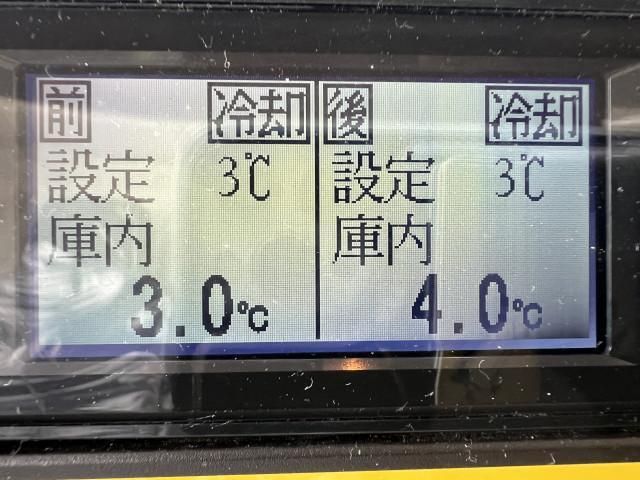 前 冷却
設定 3℃
庫内
3.0℃
後 冷却
設定 3℃
庫内
4.0℃